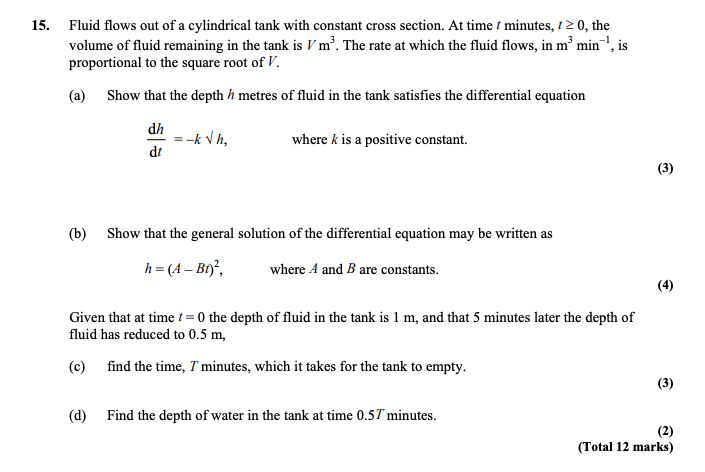 15. Fluid flows out of a cylindrical tank with constant cross section. At time t minutes, t ≥ 0, the
volume of fluid remaining in the tank is V m³. The rate at which the fluid flows, in m³ min⁻¹, is
proportional to the square root of V.
(a) Show that the depth h metres of fluid in the tank satisfies the differential equation
dh/dt = –k √ h, where k is a positive constant.
(3)
(b) Show that the general solution of the differential equation may be written as
h = (A – Bt)², where A and B are constants.
(4)
Given that at time t = 0 the depth of fluid in the tank is 1 m, and that 5 minutes later the depth of
fluid has reduced to 0.5 m,
(c) find the time, T minutes, which it takes for the tank to empty.
(3)
(d) Find the depth of water in the tank at time 0.5T minutes.
(2)
(Total 12 marks)